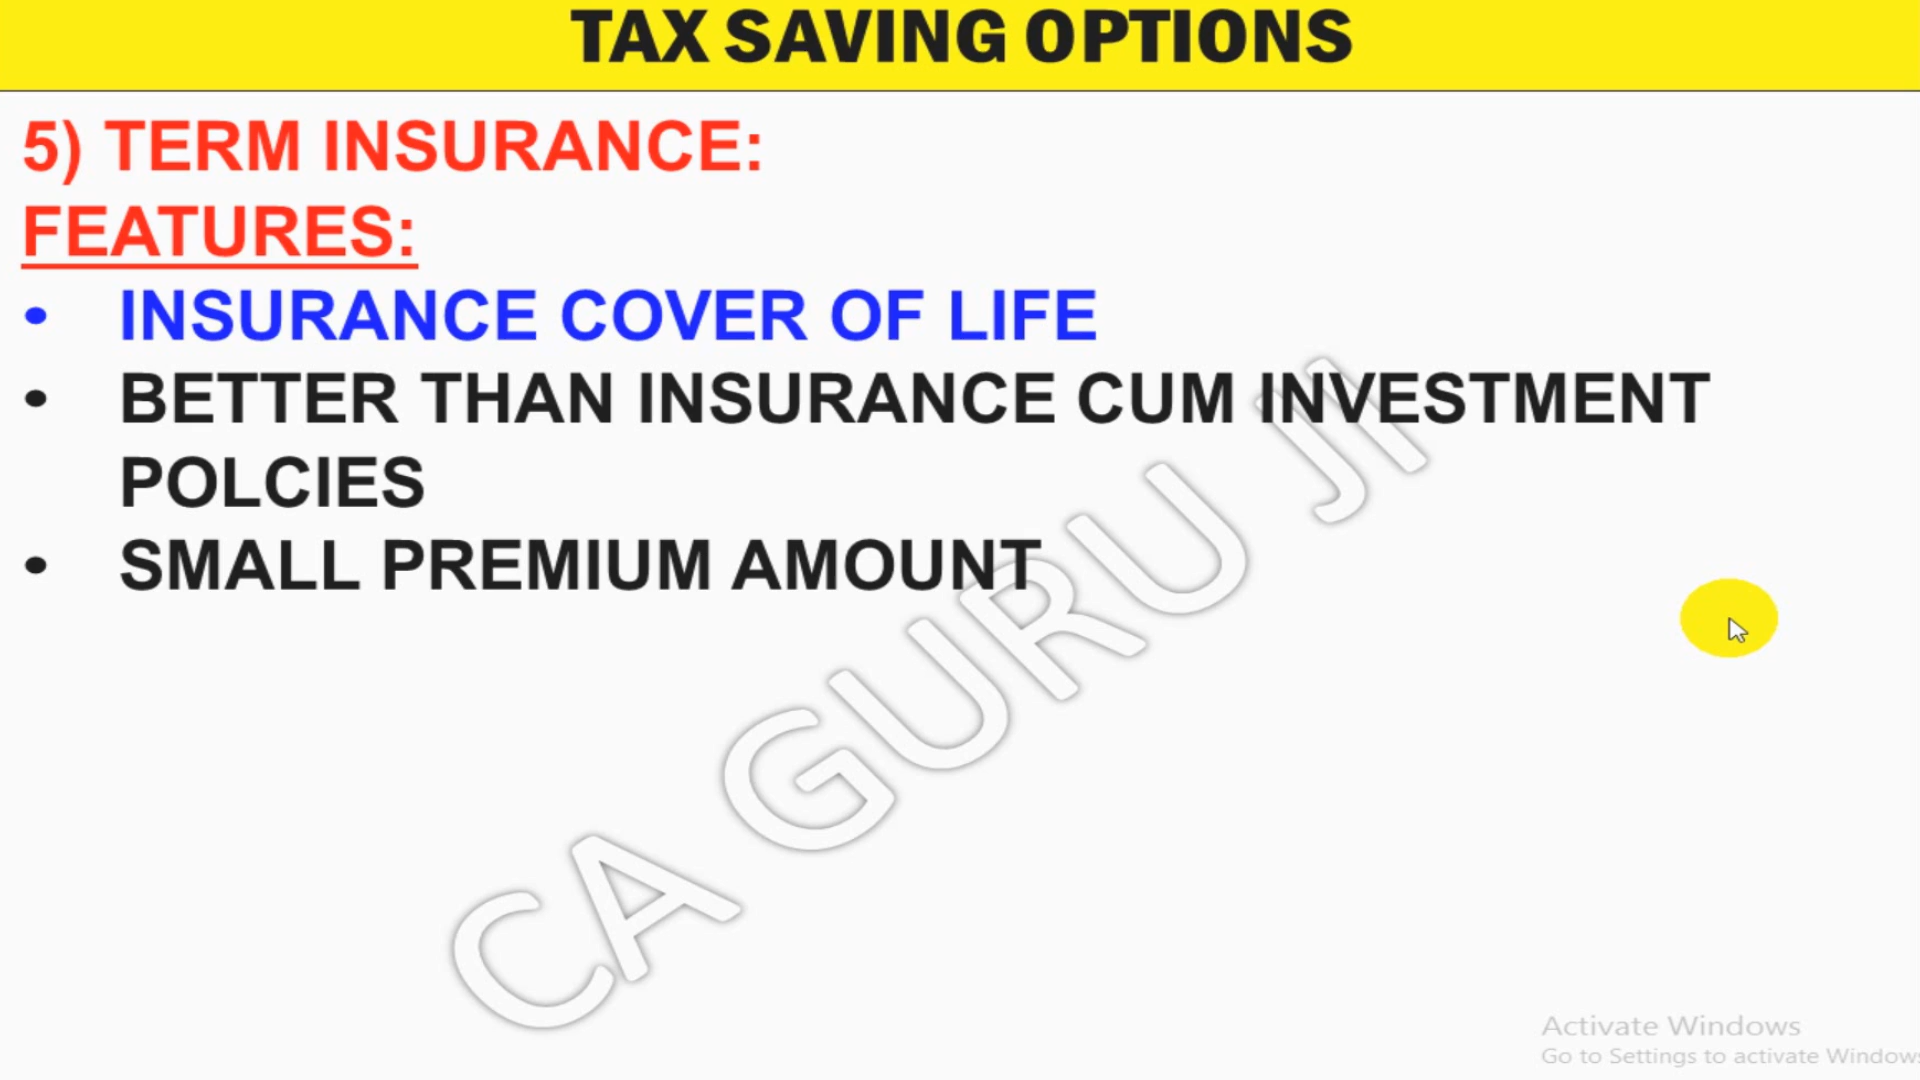 TAX SAVING OPTIONS
5) TERM INSURANCE:
FEATURES:
• INSURANCE COVER OF LIFE
• BETTER THAN INSURANCE CUM INVESTMENT
POLCIES
• SMALL PREMIUM AMOUNT
CA GURU JI
Activate Windows
Go to Settings to activate Windows